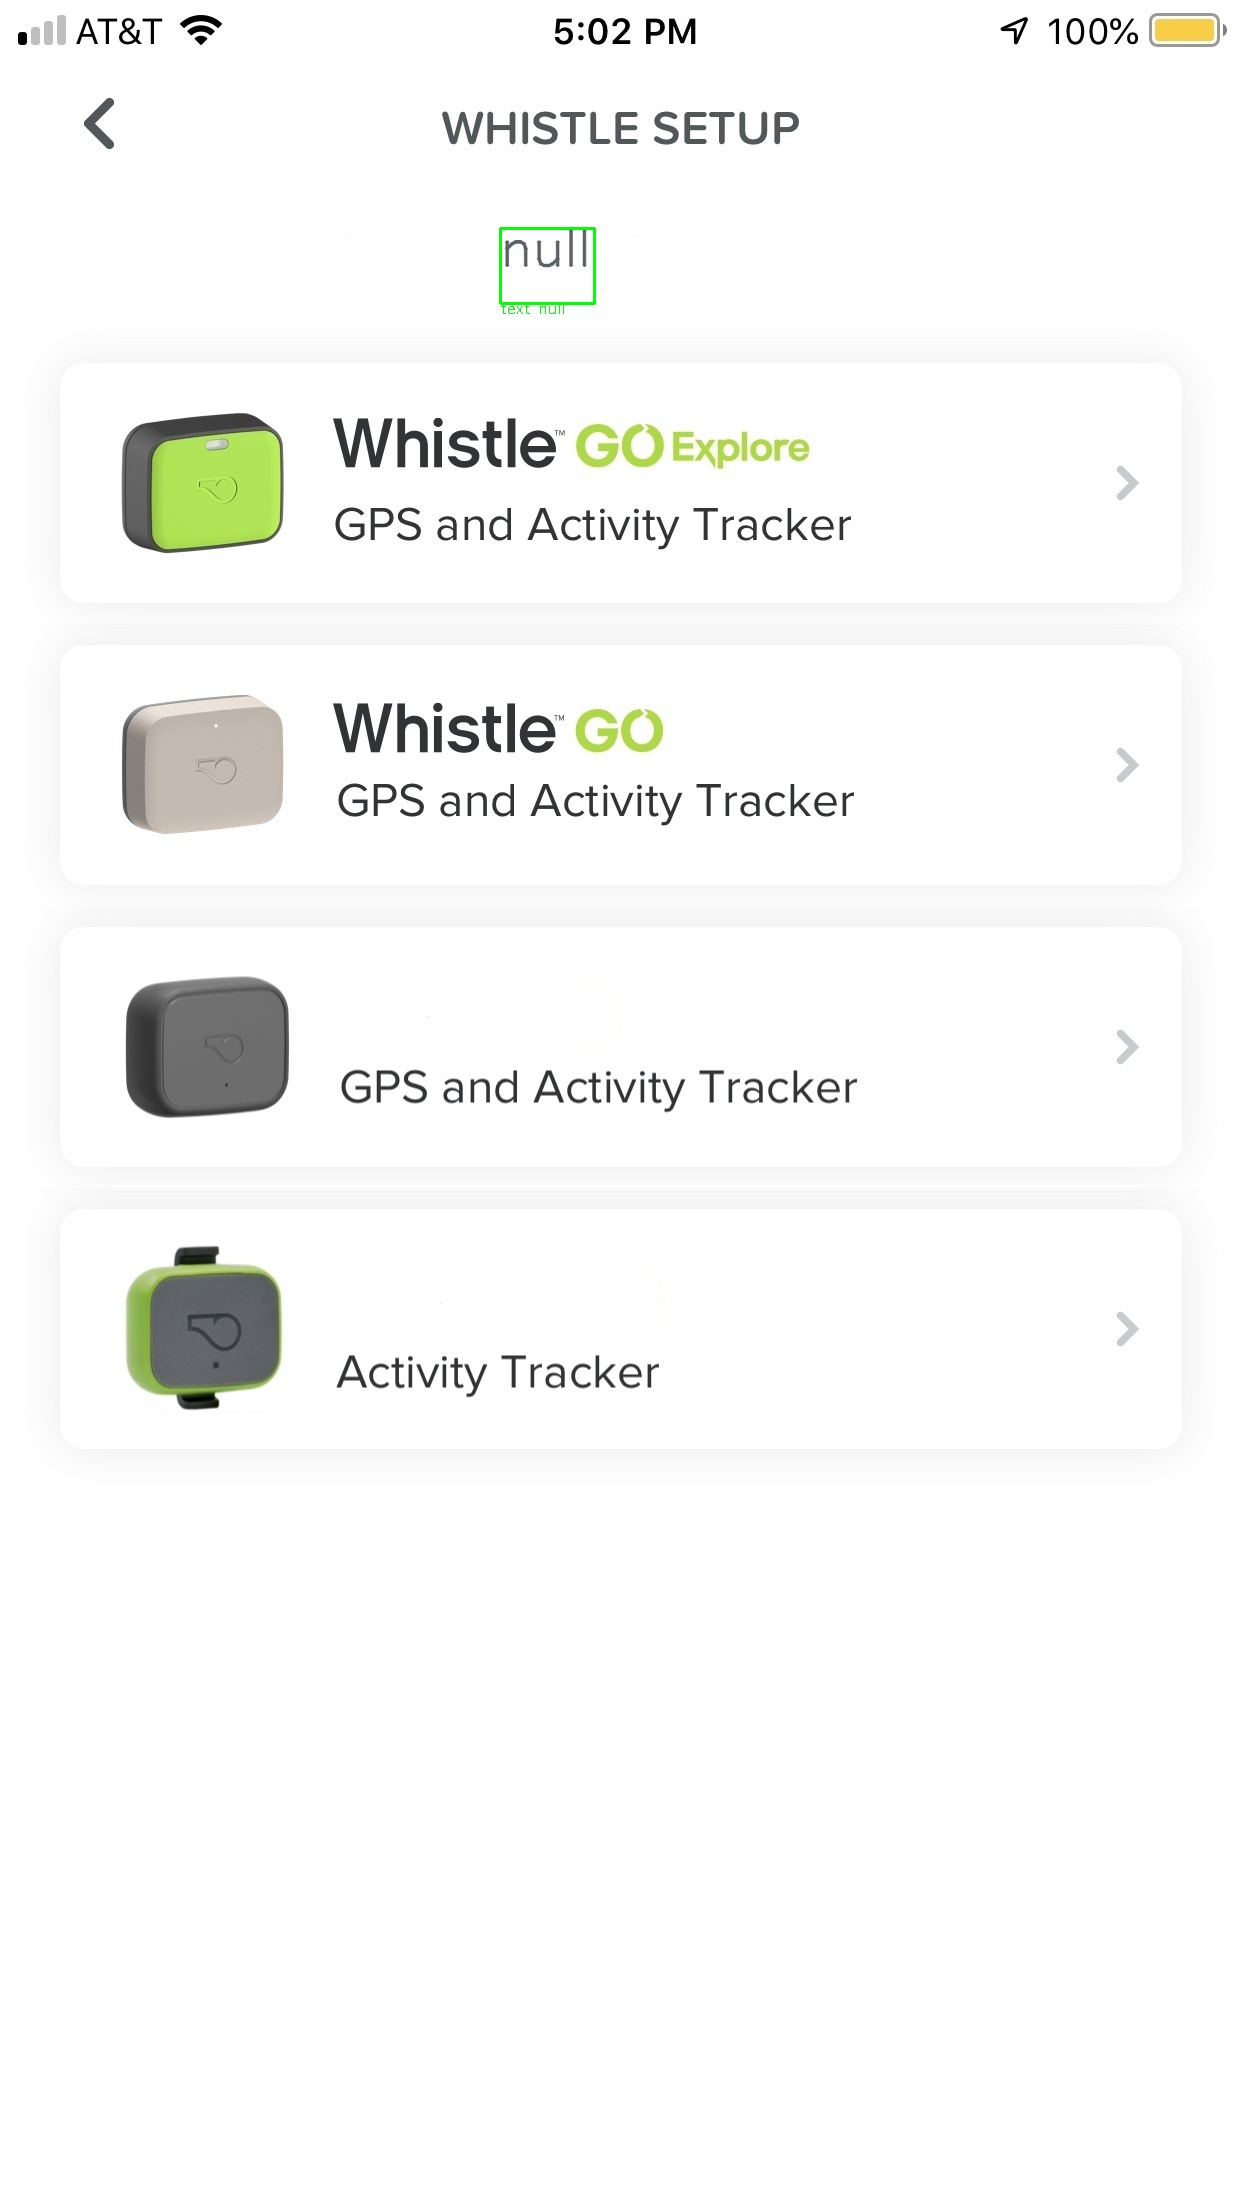 AT&T 5:02 PM 100%
WHISTLE SETUP
null
text null
Whistle™ GO Explore
GPS and Activity Tracker
Whistle™ GO
GPS and Activity Tracker
GPS and Activity Tracker
Activity Tracker